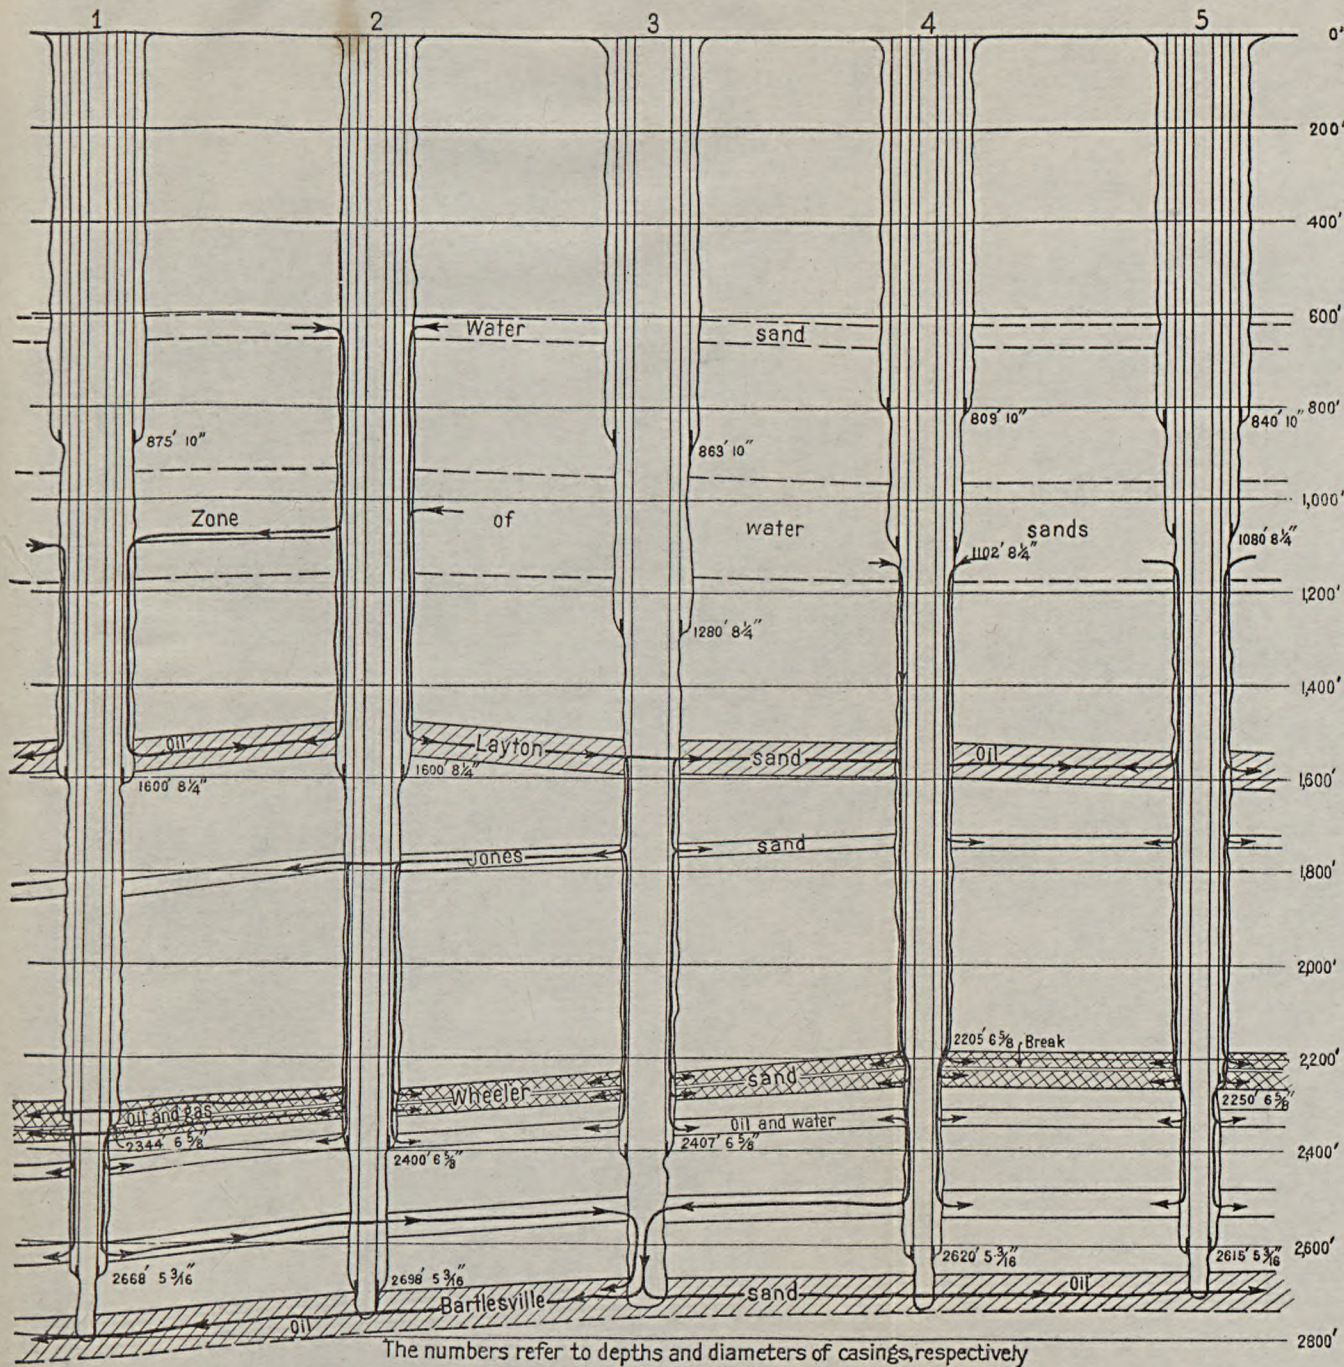 1 2 3 4 5
0'
200'
400'
600'
Water sand
800'
875' 10"
863' 10"
809' 10"
840' 10"
1,000'
Zone of water sands
1102' 8¼"
1080' 8¼"
1,200'
1280' 8¼"
1,400'
Oil Layton sand Oil
1600' 8¼"
1600' 8¼"
1,600'
Jones sand
1,800'
2,000'
2205' 6⅝ Break
2,200'
Wheeler sand
Oil and gas
2250' 6⅝"
Oil and water
2344' 6⅝"
2400' 6⅝"
2407' 6⅝"
2,400'
2,600'
2668' 5 3/16"
2698' 5 3/16"
2620' 5 3/16"
2615' 5 3/16"
Bartlesville sand Oil
Oil
2800'
The numbers refer to depths and diameters of casings, respectively